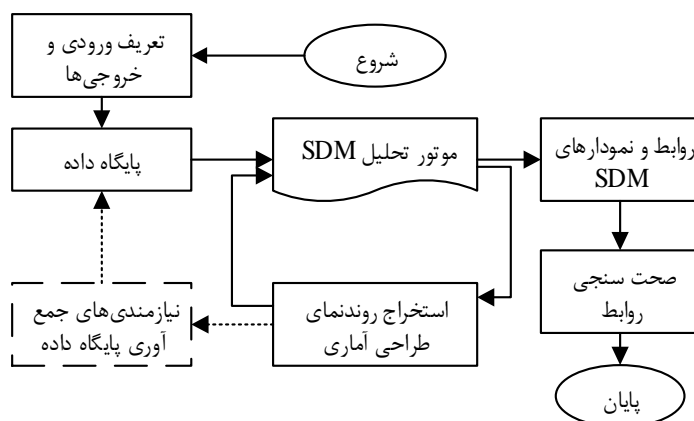 شروع
تعریف ورودی و
خروجی‌ها
پایگاه داده
موتور تحلیل SDM
روابط و نمودارهای
SDM
صحت سنجی
روابط
استخراج روندنمای
طراحی آماری
نیازمندی‌های جمع
آوری پایگاه داده
پایان